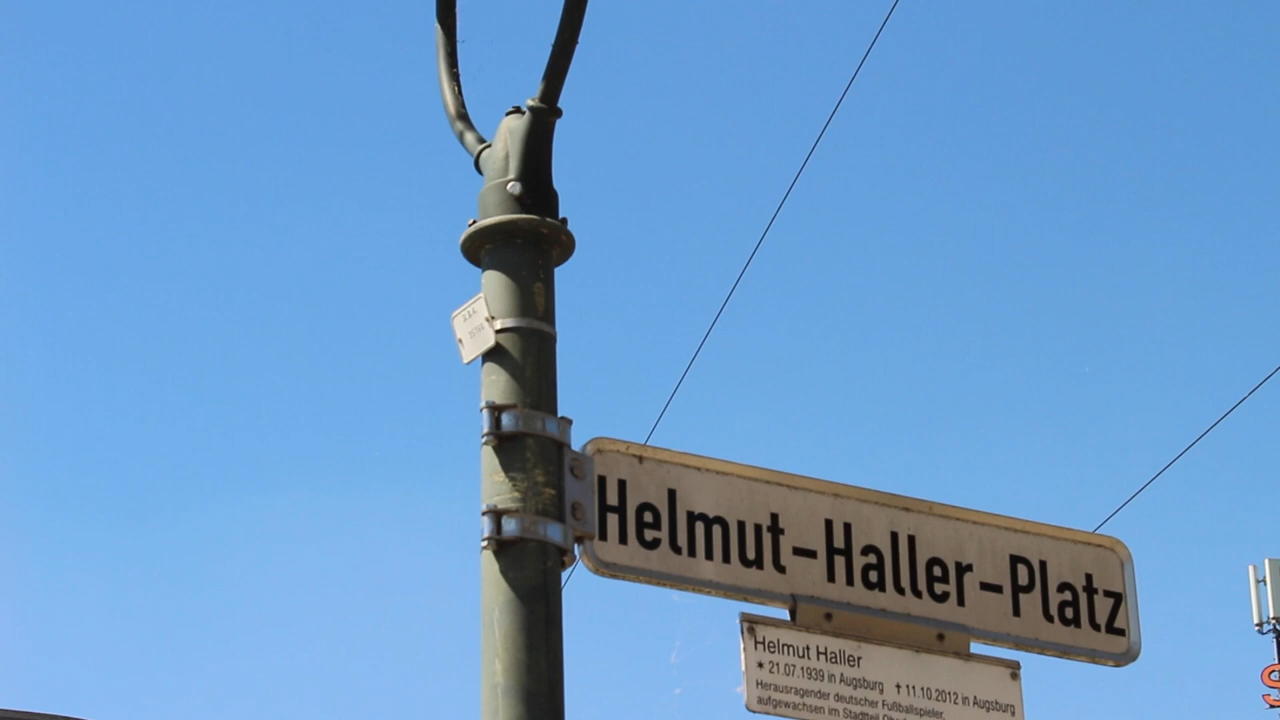 Helmut-Haller-Platz
Helmut Haller
* 21.07.1939 in Augsburg † 11.10.2012 in Augsburg
Herausragender deutscher Fußballspieler,
aufgewachsen im Stadtteil